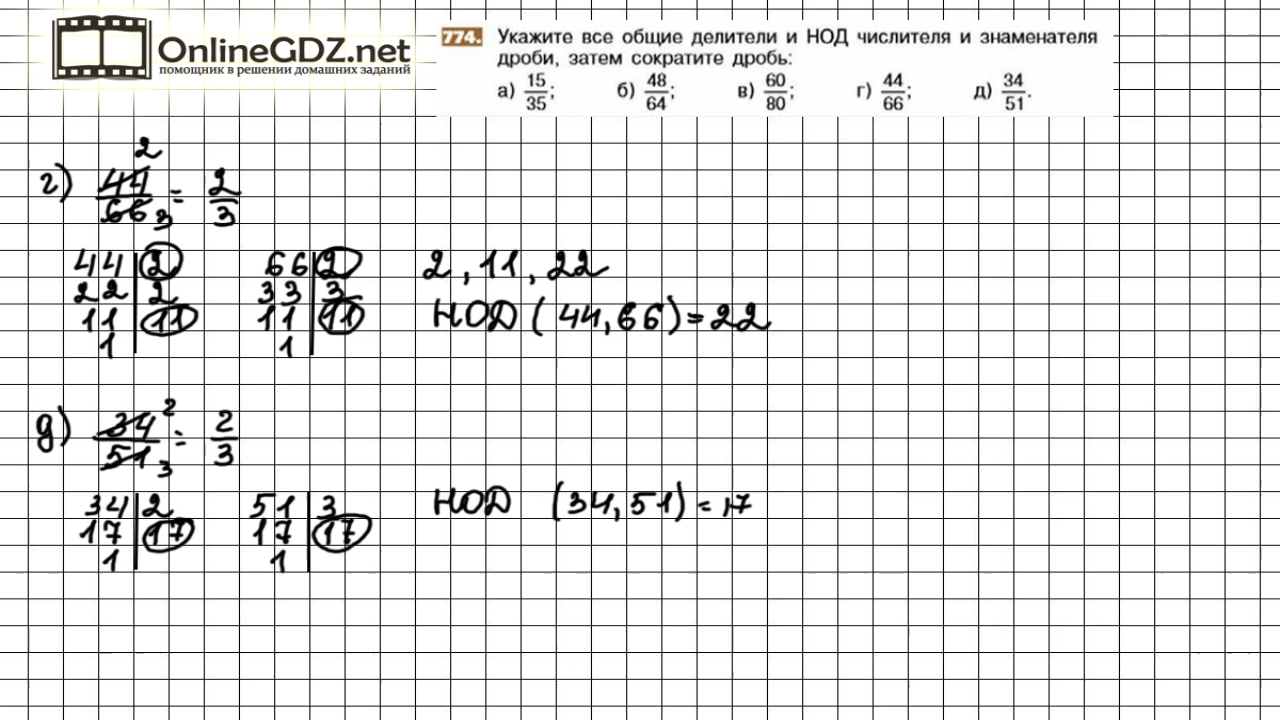 OnlineGDZ.net
помощник в решении домашних заданий
774. Укажите все общие делители и НОД числителя и знаменателя
дроби, затем сократите дробь:
а) 15/35; б) 48/64; в) 60/80; г) 44/66; д) 34/51.
2
г) 44/66 = 2/3
3
44 | 2 66 | 2 2, 11, 22
22 | 2 33 | 3
11 | 11 11 | 11 НОД (44, 66) = 22
1 1
2
д) 34/51 = 2/3
3
34 | 2 51 | 3 НОД (34, 51) = 17
17 | 17 17 | 17
1 1